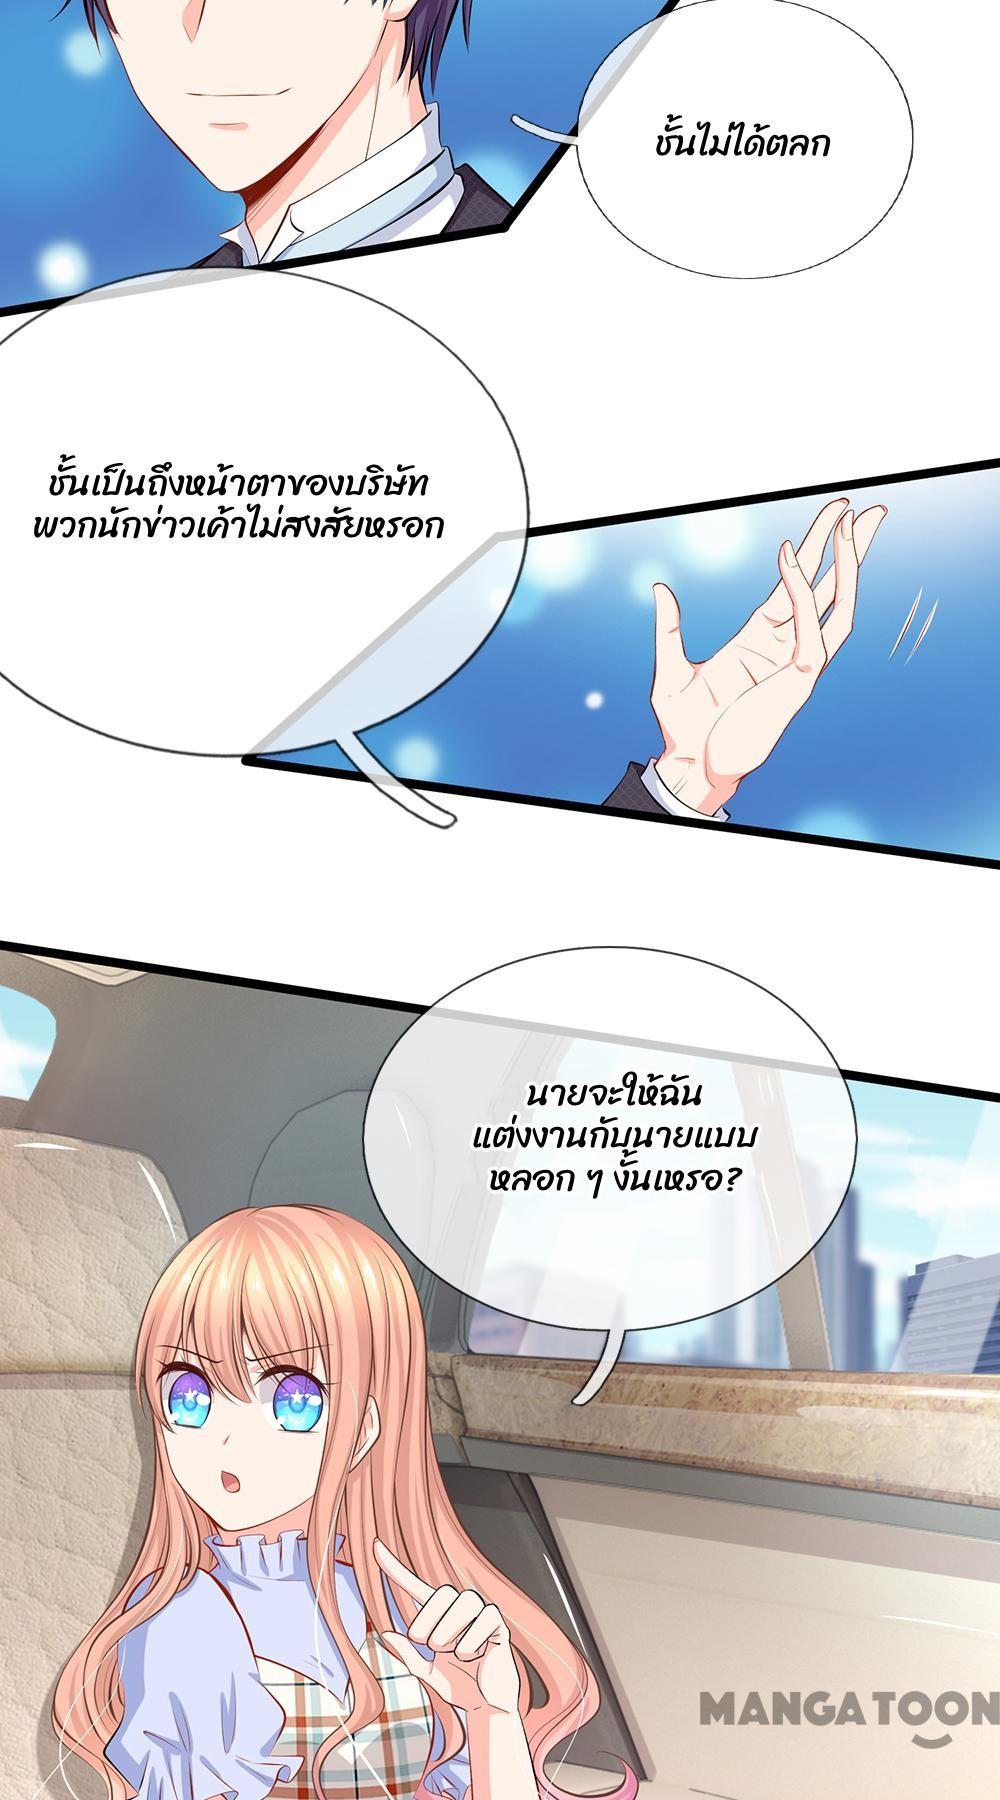 ชั้นไม่ได้ตลก
ชั้นเป็นถึงหน้าตาของบริษัท
พวกนักข่าวเค้าไม่สงสัยหรอก
นายจะให้ฉัน
แต่งงานกับนายแบบ
หลอก ๆ งั้นเหรอ?
MANGATOON